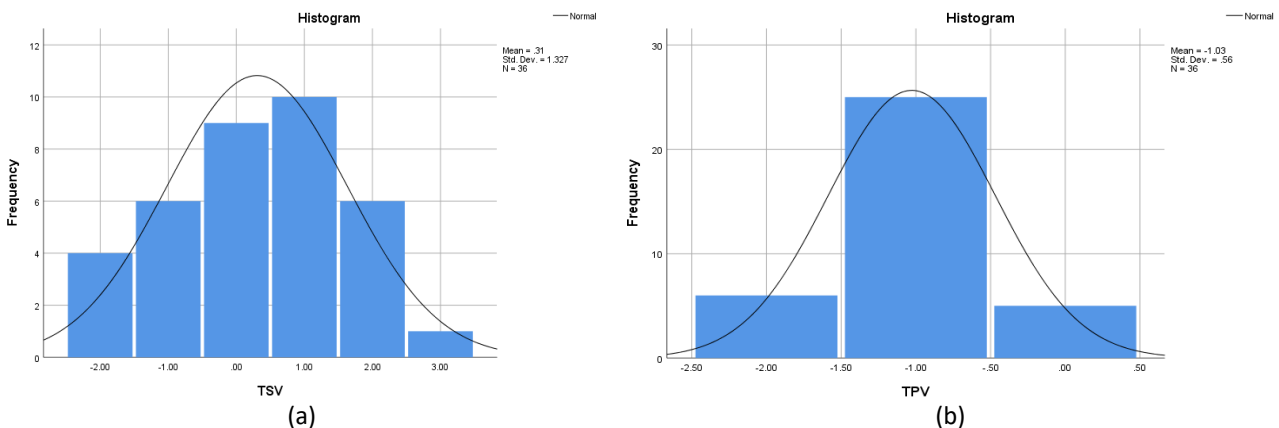 Histogram
Normal
Mean = .31
Std. Dev. = 1.327
N = 36
12
10
8
6
4
2
0
Frequency
-2.00 -1.00 .00 1.00 2.00 3.00
TSV
(a)
Histogram
Normal
Mean = -1.03
Std. Dev. = .56
N = 36
30
20
10
0
Frequency
-2.50 -2.00 -1.50 -1.00 -.50 .00 .50
TPV
(b)